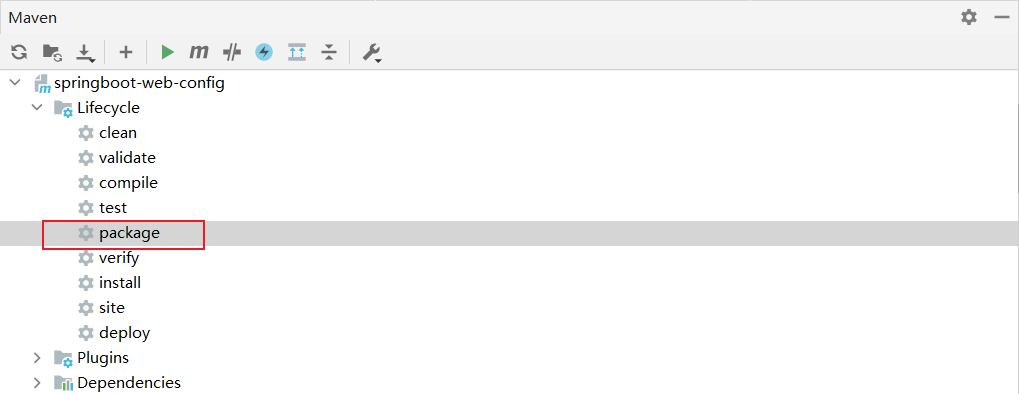 Maven
springboot-web-config
Lifecycle
clean
validate
compile
test
package
verify
install
site
deploy
Plugins
Dependencies